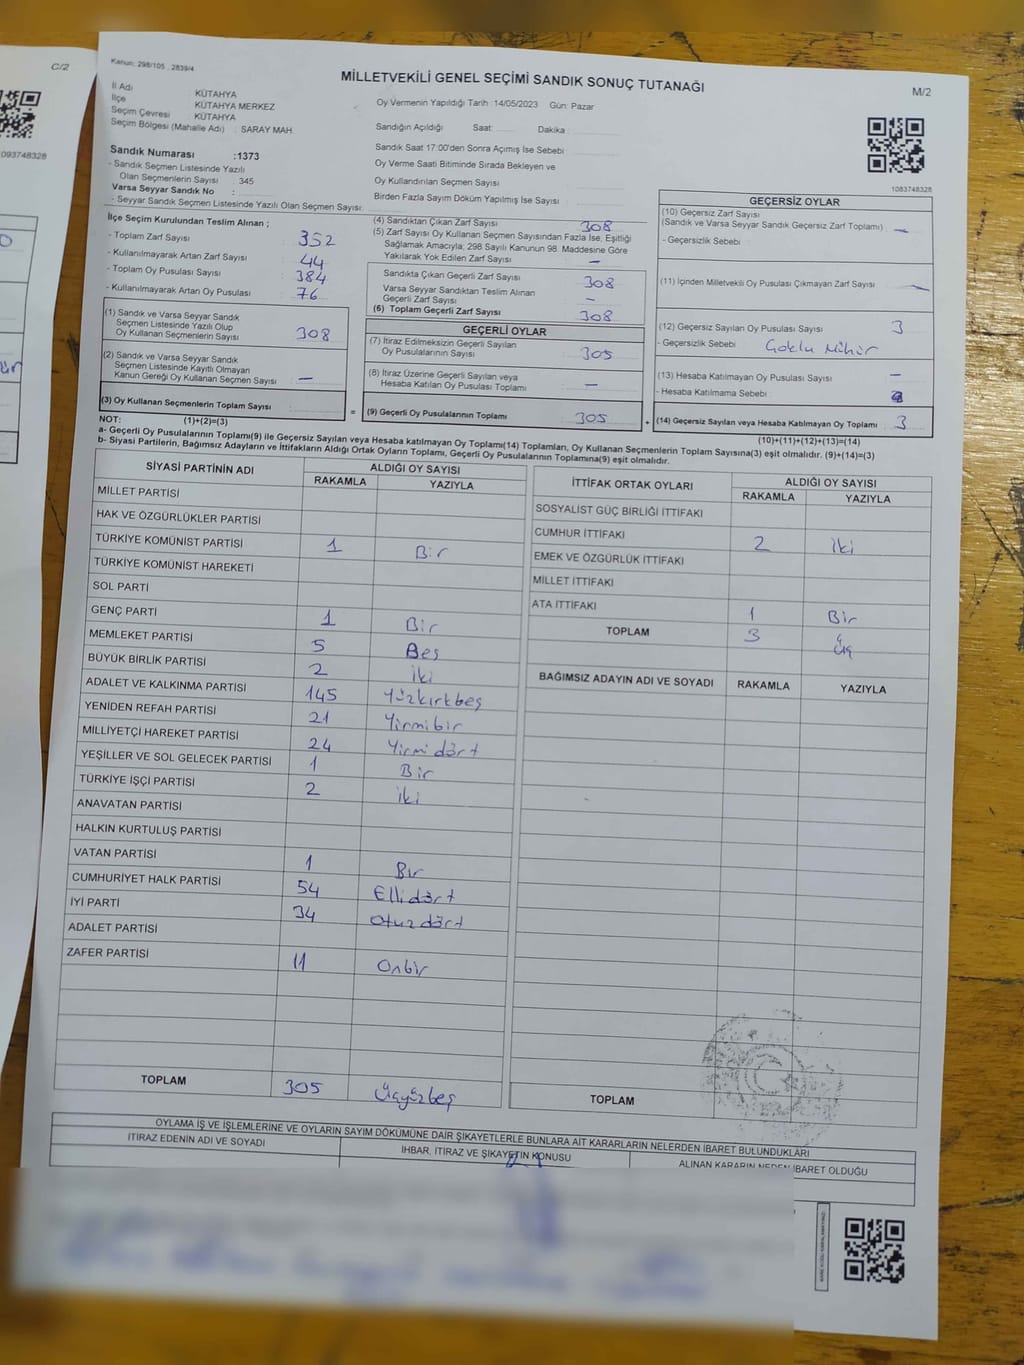 C/2
1093748328
Kanun: 298/105 , 2839/4
MİLLETVEKİLİ GENEL SEÇİMİ SANDIK SONUÇ TUTANAĞI
M/2
İl Adı KÜTAHYA
İlçe KÜTAHYA MERKEZ
Seçim Çevresi KÜTAHYA
Seçim Bölgesi (Mahalle Adı) : SARAY MAH.
Oy Vermenin Yapıldığı Tarih :14/05/2023 Gün: Pazar
Sandığın Açıldığı Saat: Dakika :
Sandık Saat 17:00'den Sonra Açımış İse Sebebi
Oy Verme Saati Bitiminde Sırada Bekleyen ve
Oy Kullandırılan Seçmen Sayısı
Birden Fazla Sayım Döküm Yapılmış İse Sayısı
Sandık Numarası :1373
- Sandık Seçmen Listesinde Yazılı
Olan Seçmenlerin Sayısı : 345
Varsa Seyyar Sandık No :
- Seyyar Sandık Seçmen Listesinde Yazılı Olan Seçmen Sayısı:
1083748328
İlçe Seçim Kurulundan Teslim Alınan ;
- Toplam Zarf Sayısı 352
- Kullanılmayarak Artan Zarf Sayısı 44
- Toplam Oy Pusulası Sayısı 384
- Kullanılmayarak Artan Oy Pusulası 76
(1) Sandık ve Varsa Seyyar Sandık
Seçmen Listesinde Yazılı Olup
Oy Kullanan Seçmenlerin Sayısı 308
(2) Sandık ve Varsa Seyyar Sandık
Seçmen Listesinde Kayıtlı Olmayan
Kanun Gereği Oy Kullanan Seçmen Sayısı —
(3) Oy Kullanan Seçmenlerin Toplam Sayısı
(1)+(2)=(3)
(4) Sandıktan Çıkan Zarf Sayısı 308
(5) Zarf Sayısı Oy Kullanan Seçmen Sayısından Fazla İse, Eşitliği
Sağlamak Amacıyla; 298 Sayılı Kanunun 98. Maddesine Göre
Yakılarak Yok Edilen Zarf Sayısı —
Sandıkta Çıkan Geçerli Zarf Sayısı 308
Varsa Seyyar Sandıktan Teslim Alınan
Geçerli Zarf Sayısı –
(6) Toplam Geçerli Zarf Sayısı 308
GEÇERLİ OYLAR
(7) İtiraz Edilmeksizin Geçerli Sayılan
Oy Pusulalarının Sayısı 305
(8) İtiraz Üzerine Geçerli Sayılan veya
Hesaba Katılan Oy Pusulası Toplamı —
= (9) Geçerli Oy Pusulalarının Toplamı 305
GEÇERSİZ OYLAR
(10) Geçersiz Zarf Sayısı
(Sandık ve Varsa Seyyar Sandık Geçersiz Zarf Toplamı) —
- Geçersizlik Sebebi
(11) İçinden Milletvekili Oy Pusulası Çıkmayan Zarf Sayısı —
(12) Geçersiz Sayılan Oy Pusulası Sayısı 3
- Geçersizlik Sebebi Çoklu Mühür
(13) Hesaba Katılmayan Oy Pusulası Sayısı –
- Hesaba Katılmama Sebebi
+ (14) Geçersiz Sayılan veya Hesaba Katılmayan Oy Toplamı 3
(10)+(11)+(12)+(13)=(14)
NOT:
a- Geçerli Oy Pusulalarının Toplamı(9) ile Geçersiz Sayılan veya Hesaba katılmayan Oy Toplamı(14) Toplamları, Oy Kullanan Seçmenlerin Toplam Sayısına(3) eşit olmalıdır. (9)+(14)=(3)
b- Siyasi Partilerin, Bağımsız Adayların ve İttifakların Aldığı Ortak Oyların Toplamı, Geçerli Oy Pusulalarının Toplamına(9) eşit olmalıdır.
SİYASİ PARTİNİN ADI ALDIĞI OY SAYISI
RAKAMLA YAZIYLA
MİLLET PARTİSİ
HAK VE ÖZGÜRLÜKLER PARTİSİ
TÜRKİYE KOMÜNİST PARTİSİ 1 Bir
TÜRKİYE KOMÜNİST HAREKETİ
SOL PARTİ
GENÇ PARTİ 1 Bir
MEMLEKET PARTİSİ 5 Beş
BÜYÜK BİRLİK PARTİSİ 2 iki
ADALET VE KALKINMA PARTİSİ 145 Yüzkırkbeş
YENİDEN REFAH PARTİSİ 21 Yirmibir
MİLLİYETÇİ HAREKET PARTİSİ 24 Yirmidört
YEŞİLLER VE SOL GELECEK PARTİSİ 1 Bir
TÜRKİYE İŞÇİ PARTİSİ 2 iki
ANAVATAN PARTİSİ
HALKIN KURTULUŞ PARTİSİ
VATAN PARTİSİ 1 Bir
CUMHURİYET HALK PARTİSİ 54 Ellidört
İYİ PARTİ 34 Otuzdört
ADALET PARTİSİ
ZAFER PARTİSİ 11 Onbir
TOPLAM 305 Üçyüzbeş
İTTİFAK ORTAK OYLARI ALDIĞI OY SAYISI
RAKAMLA YAZIYLA
SOSYALİST GÜÇ BİRLİĞİ İTTİFAKI
CUMHUR İTTİFAKI 2 iki
EMEK VE ÖZGÜRLÜK İTTİFAKI
MİLLET İTTİFAKI
ATA İTTİFAKI 1 Bir
TOPLAM 3 üç
BAĞIMSIZ ADAYIN ADI VE SOYADI RAKAMLA YAZIYLA
TOPLAM
OYLAMA İŞ VE İŞLEMLERİNE VE OYLARIN SAYIM DÖKÜMÜNE DAİR ŞİKAYETLERLE BUNLARA AİT KARARLARIN NELERDEN İBARET BULUNDUKLARI
İTİRAZ EDENİN ADI VE SOYADI İHBAR, İTİRAZ VE ŞİKAYETİN KONUSU ALINAN KARARIN NEDEN İBARET OLDUĞU